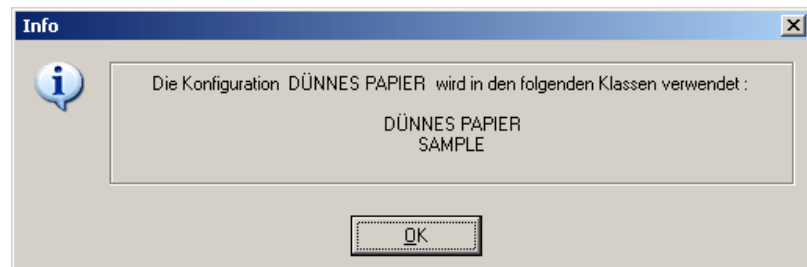 Info
Die Konfiguration DÜNNES PAPIER wird in den folgenden Klassen verwendet :
DÜNNES PAPIER
SAMPLE
OK